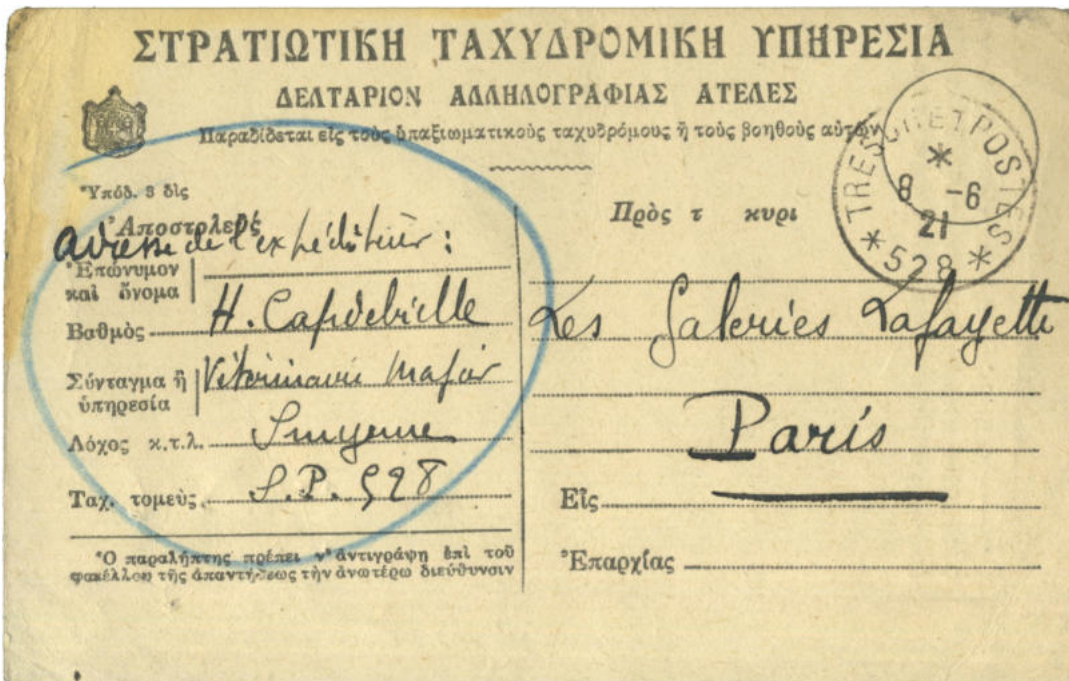 ΣΤΡΑΤΙΩΤΙΚΗ ΤΑΧΥΔΡΟΜΙΚΗ ΥΠΗΡΕΣΙΑ
ΔΕΛΤΑΡΙΟΝ ΑΛΛΗΛΟΓΡΑΦΙΑΣ ΑΤΕΛΕΣ
Παραδίδεται εἰς τοὺς ὑπαξιωματικοὺς ταχυδρόμους ἢ τοὺς βοηθοὺς αὐτῶν
TRESOR ET POSTES
8 -6
21
* 528 *
Ὑπόδ. 8 δὶς
Ἀποστολεὺς
adresse de l'expéditeur :
Ἐπώνυμον
καὶ ὄνομα
Βαθμὸς H. Capdebielle
Σύνταγμα ἢ
ὑπηρεσία Vétérinaire Major
Λόχος κ.τ.λ. Smyrne
Ταχ. τομεὺς S.P. 528
Ὁ παραλήπτης πρέπει ν' ἀντιγράψῃ ἐπὶ τοῦ
φακέλλου τῆς ἀπαντήσεως τὴν ἀνωτέρω διεύθυνσιν
Πρὸς τ κυρι
Les Galeries Lafayette
Paris
Εἰς
Ἐπαρχίας